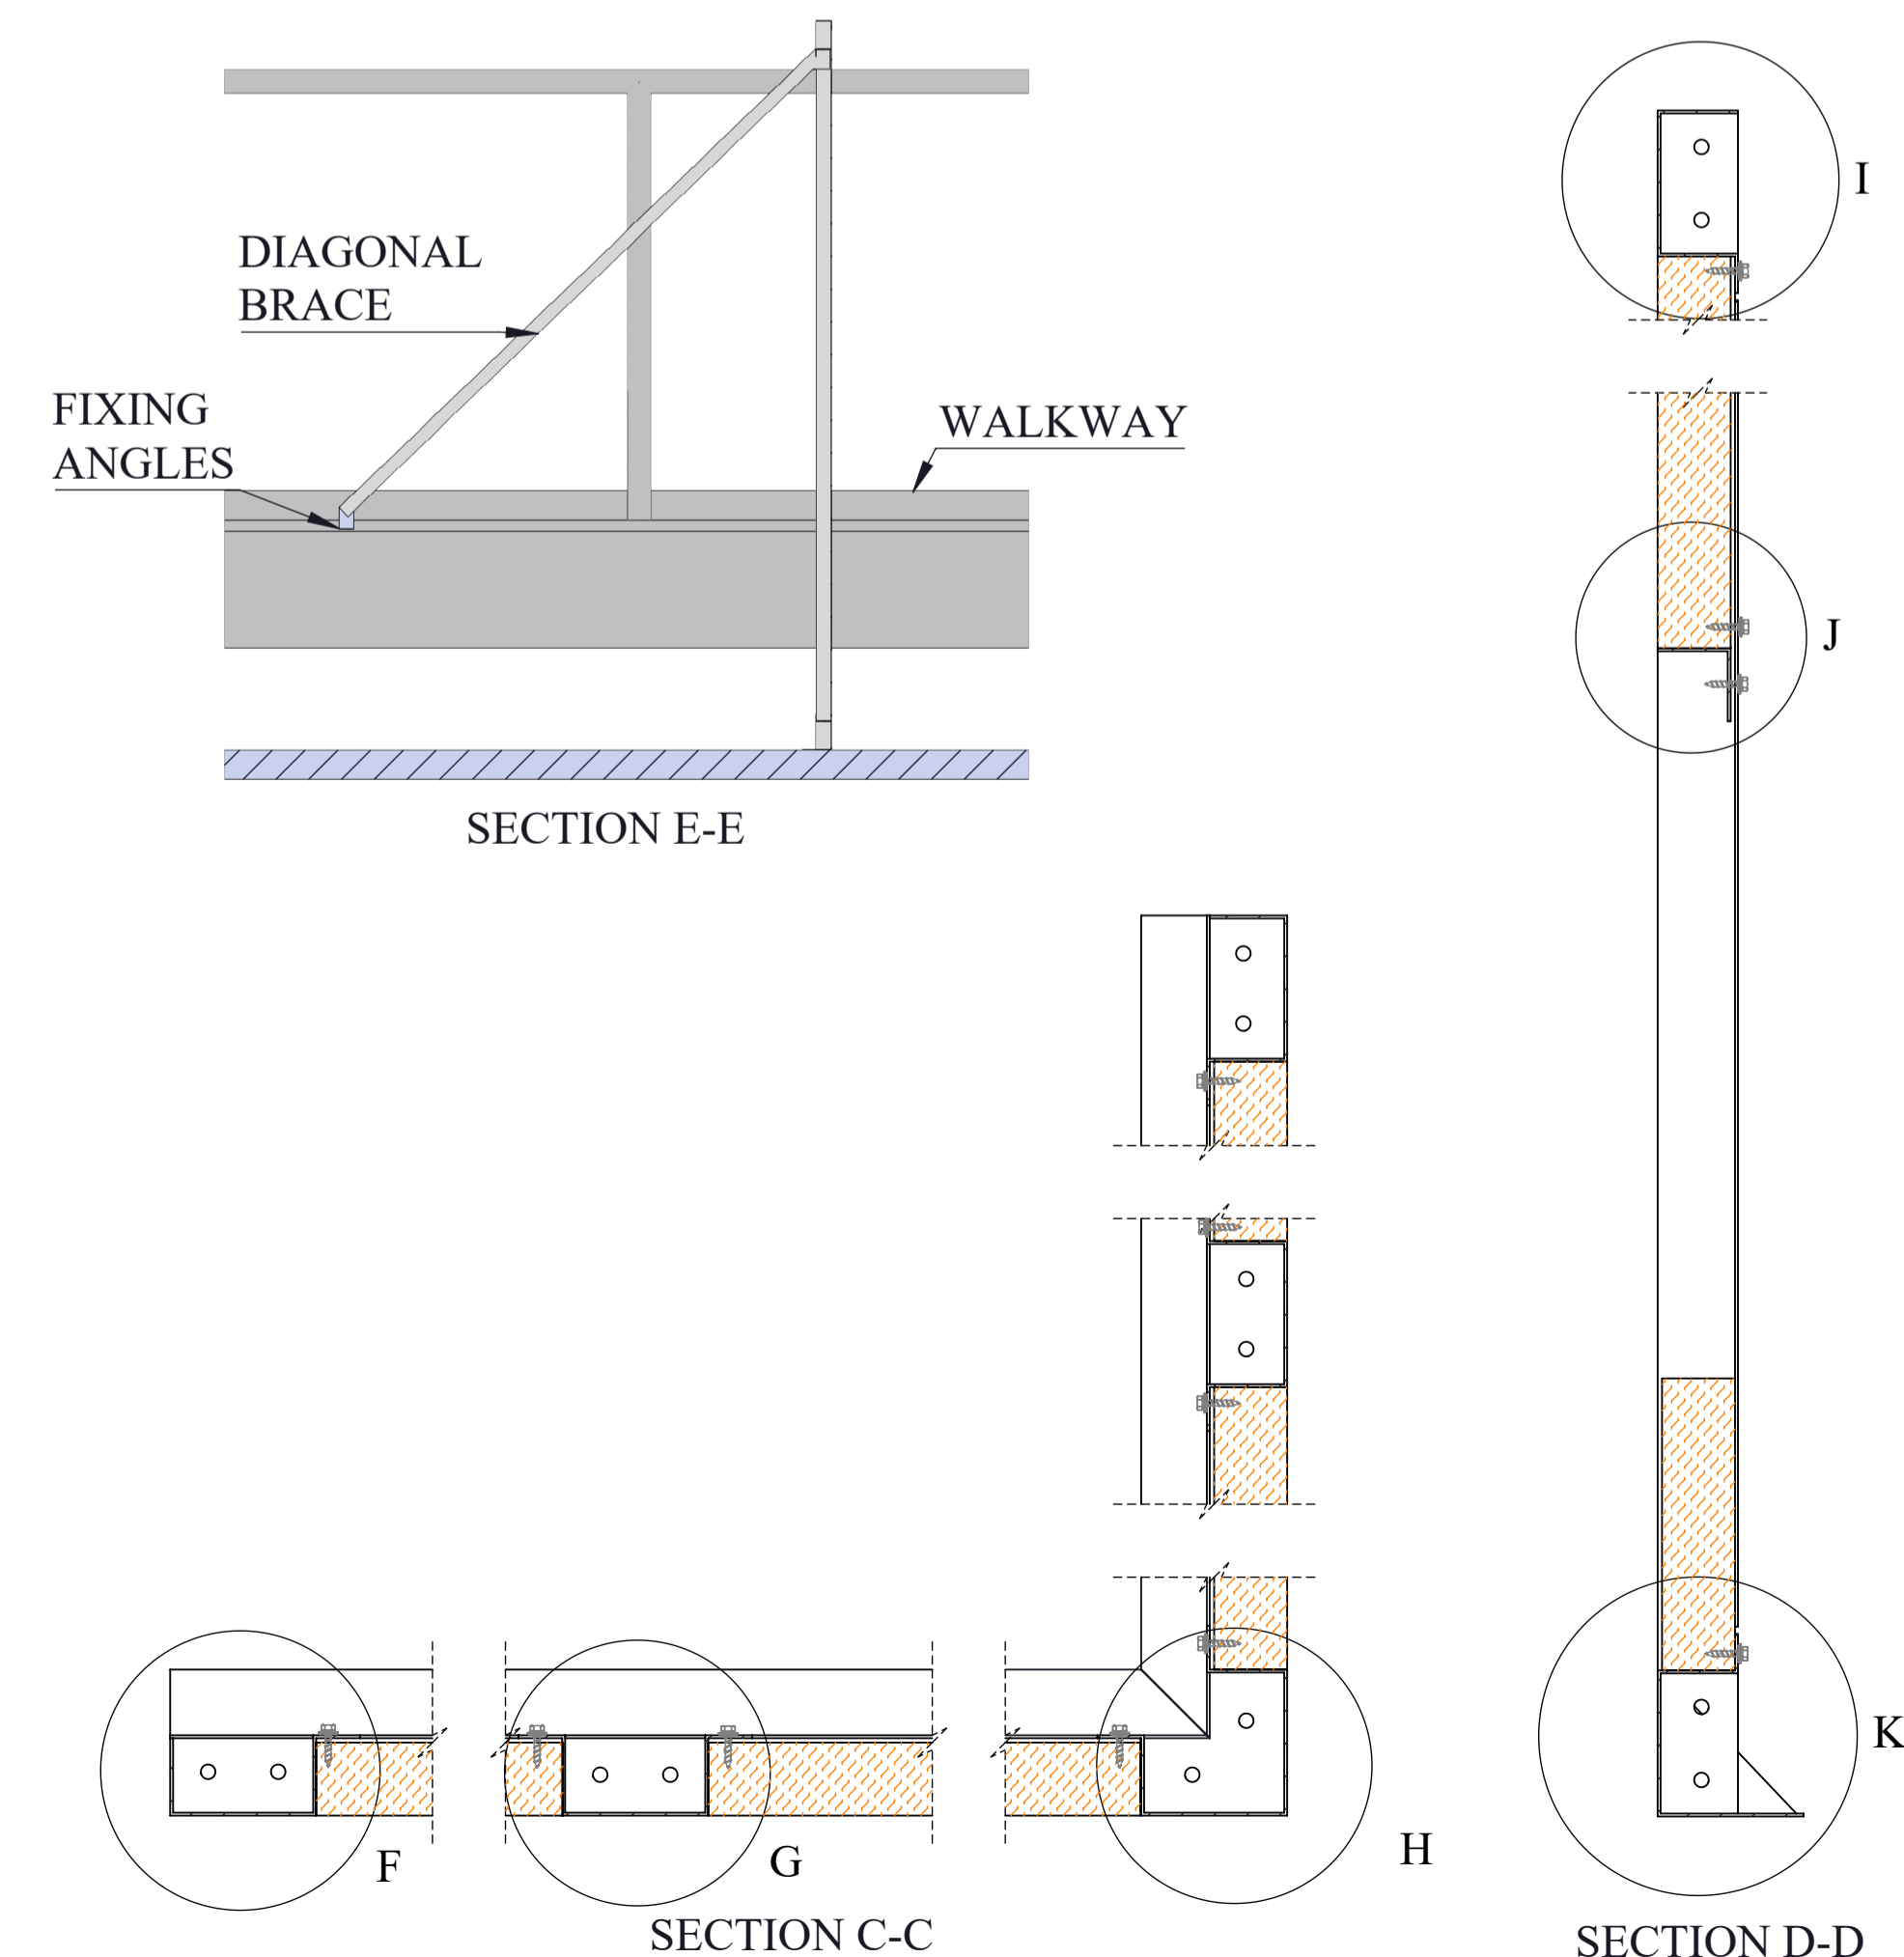 DIAGONAL
BRACE
FIXING
ANGLES
WALKWAY
SECTION E-E
I
J
K
F
G
H
SECTION C-C
SECTION D-D